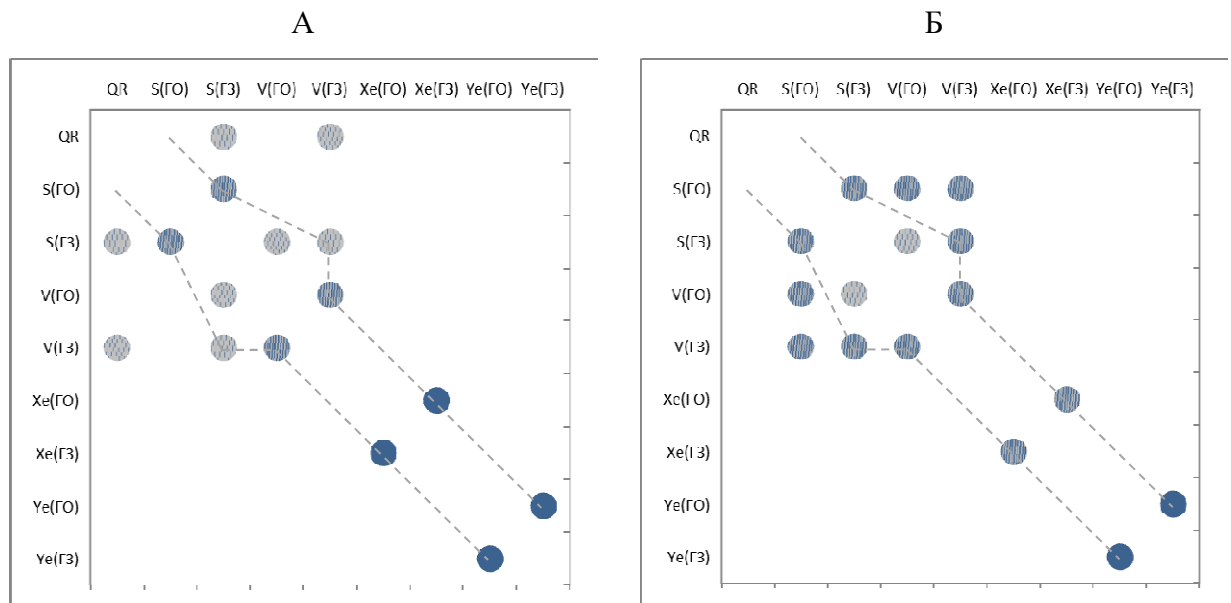 А Б
QR S(ГО) S(ГЗ) V(ГО) V(ГЗ) Xe(ГО) Xe(ГЗ) Ye(ГО) Ye(ГЗ)
QR
S(ГО)
S(ГЗ)
V(ГО)
V(ГЗ)
Xe(ГО)
Xe(ГЗ)
Ye(ГО)
Ye(ГЗ)
QR S(ГО) S(ГЗ) V(ГО) V(ГЗ) Xe(ГО) Xe(ГЗ) Ye(ГО) Ye(ГЗ)
QR
S(ГО)
S(ГЗ)
V(ГО)
V(ГЗ)
Xe(ГО)
Xe(ГЗ)
Ye(ГО)
Ye(ГЗ)